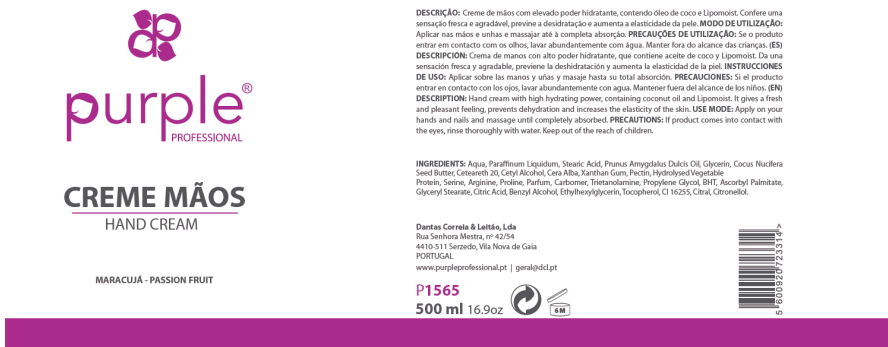 purple®
PROFESSIONAL
CREME MÃOS
HAND CREAM
MARACUJÁ - PASSION FRUIT
DESCRIÇÃO: Creme de mãos com elevado poder hidratante, contendo óleo de coco e Lipomoist. Confere uma
sensação fresca e agradável, previne a desidratação e aumenta a elasticidade da pele. MODO DE UTILIZAÇÃO:
Aplicar nas mãos e unhas e massajar até à completa absorção. PRECAUÇÕES DE UTILIZAÇÃO: Se o produto
entrar em contacto com os olhos, lavar abundantemente com água. Manter fora do alcance das crianças. (ES)
DESCRIPCIÓN: Crema de manos con alto poder hidratante, que contiene aceite de coco y Lipomoist. Da una
sensación fresca y agradable, previene la deshidratación y aumenta la elasticidad de la piel. INSTRUCCIONES
DE USO: Aplicar sobre las manos y uñas y masaje hasta su total absorción. PRECAUCIONES: Si el producto
entrar en contacto con los ojos, lavar abundantemente con agua. Mantener fuera del alcance de los niños. (EN)
DESCRIPTION: Hand cream with high hydrating power, containing coconut oil and Lipomoist. It gives a fresh
and pleasant feeling, prevents dehydration and increases the elasticity of the skin. USE MODE: Apply on your
hands and nails and massage until completely absorbed. PRECAUTIONS: If product comes into contact with
the eyes, rinse thoroughly with water. Keep out of the reach of children.
INGREDIENTS: Aqua, Paraffinum Liquidum, Stearic Acid, Prunus Amygdalus Dulcis Oil, Glycerin, Cocus Nucifera
Seed Butter, Ceteareth 20, Cetyl Alcohol, Cera Alba, Xanthan Gum, Pectin, Hydrolysed Vegetable
Protein, Serine, Arginine, Proline, Parfum, Carbomer, Trietanolamine, Propylene Glycol, BHT, Ascorbyl Palmitate,
Glyceryl Stearate, Citric Acid, Benzyl Alcohol, Ethylhexylglycerin, Tocopherol, CI 16255, Citral, Citronellol.
Dantas Correia & Leitão, Lda
Rua Senhora Mestra, nº 42/54
4410-511 Serzedo, Vila Nova de Gaia
PORTUGAL
www.purpleprofessional.pt | geral@dcl.pt
P1565
500 ml 16.9oz
6M
5 600920 723314 >